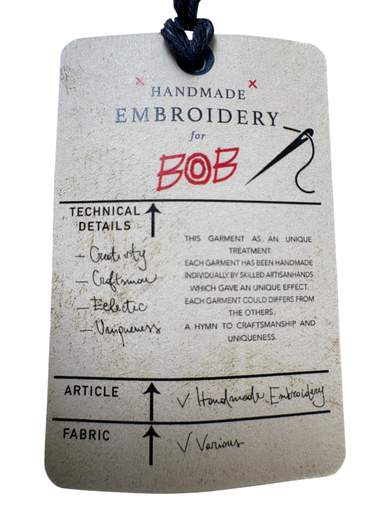 HANDMADE
EMBROIDERY
for
BOB
TECHNICAL
DETAILS
– Creativity
– Craftsman
– Eclectic
– Uniqueness
THIS GARMENT AS AN UNIQUE
TREATMENT.
EACH GARMENT HAS BEEN HANDMADE
INDIVIDUALLY BY SKILLED ARTISANHANDS
WHICH GAVE AN UNIQUE EFFECT.
EACH GARMENT COULD DIFFERS FROM
THE OTHERS.
A HYMN TO CRAFTSMANSHIP AND
UNIQUENESS.
ARTICLE
Handmade Embroidery
FABRIC
Various